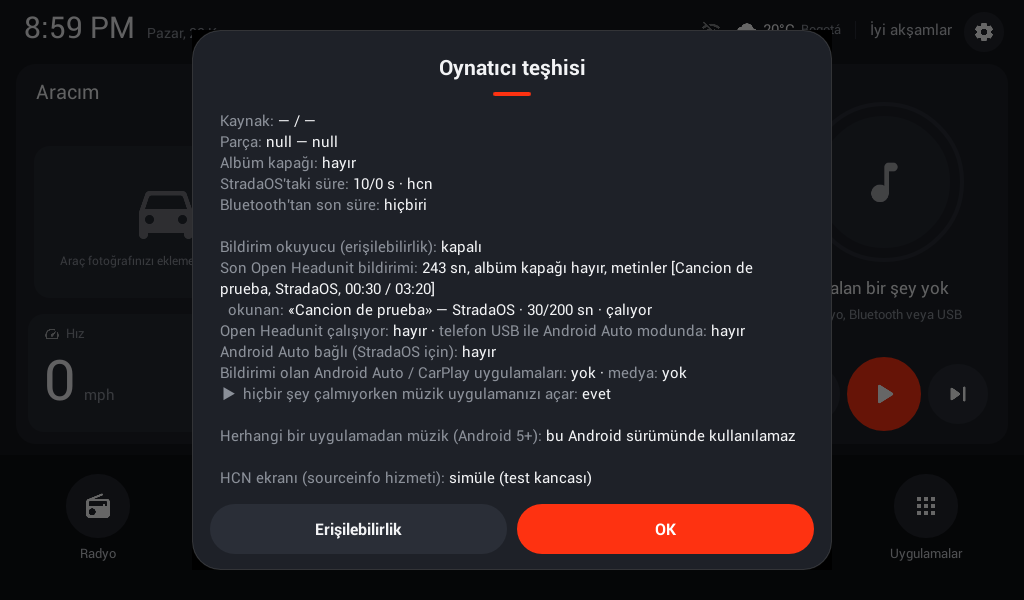 8:59 PM
Pazar,
20°C Bogotá
İyi akşamlar
Aracım
Oynatıcı teşhisi
Kaynak: — / —
Parça: null — null
Albüm kapağı: hayır
StradaOS'taki süre: 10/0 s · hcn
Bluetooth'tan son süre: hiçbiri
Bildirim okuyucu (erişilebilirlik): kapalı
Son Open Headunit bildirimi: 243 sn, albüm kapağı hayır, metinler [Cancion de
prueba, StradaOS, 00:30 / 03:20]
okunan: «Cancion de prueba» — StradaOS · 30/200 sn · çalıyor
Open Headunit çalışıyor: hayır · telefon USB ile Android Auto modunda: hayır
Android Auto bağlı (StradaOS için): hayır
Bildirimi olan Android Auto / CarPlay uygulamaları: yok · medya: yok
▶ hiçbir şey çalmıyorken müzik uygulamanızı açar: evet
Herhangi bir uygulamadan müzik (Android 5+): bu Android sürümünde kullanılamaz
HCN ekranı (sourceinfo hizmeti): simüle (test kancası)
Erişilebilirlik
OK
Araç fotoğrafınızı
Hız
0 mph
alan bir şey yok
yo, Bluetooth veya USB
Radyo
Uygulamalar